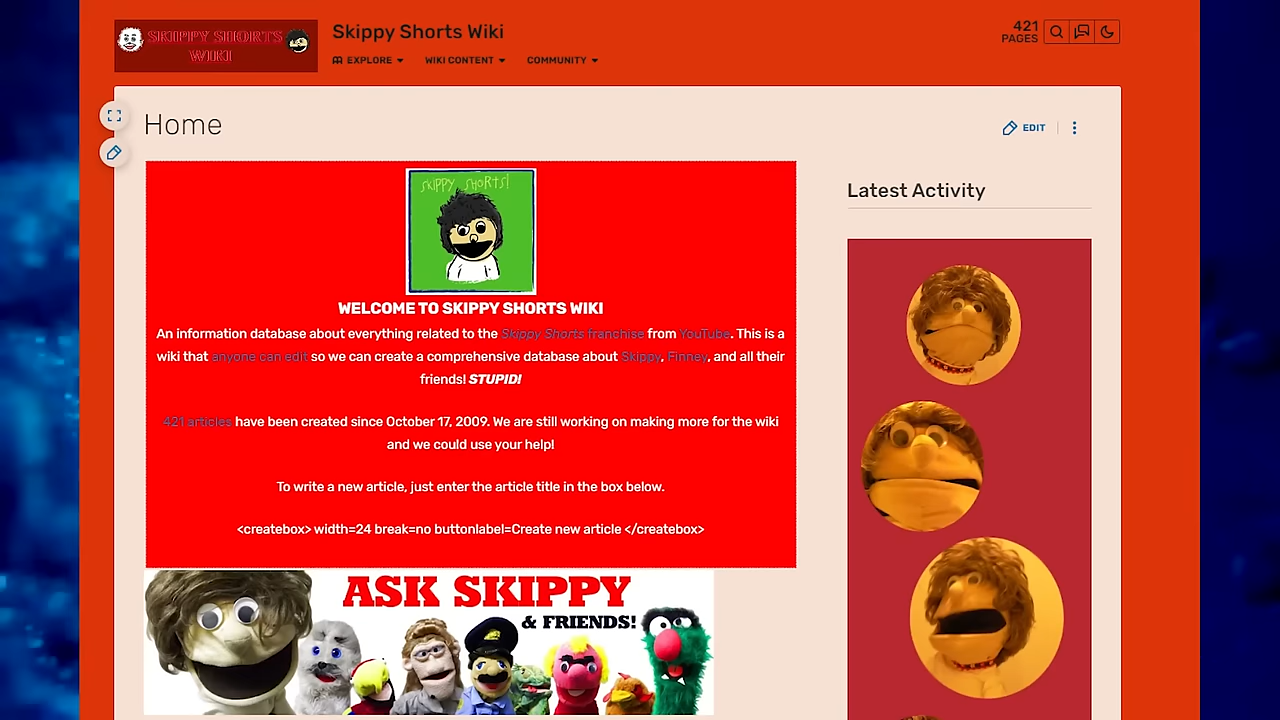 SKIPPY SHORTS
WIKI
Skippy Shorts Wiki
421
PAGES
EXPLORE
WIKI CONTENT
COMMUNITY
Home
EDIT
SKIPPY SHORTS!
WELCOME TO SKIPPY SHORTS WIKI
An information database about everything related to the Skippy Shorts franchise from YouTube. This is a
wiki that anyone can edit so we can create a comprehensive database about Skippy, Finney, and all their
friends! STUPID!
421 articles have been created since October 17, 2009. We are still working on making more for the wiki
and we could use your help!
To write a new article, just enter the article title in the box below.
<createbox> width=24 break=no buttonlabel=Create new article </createbox>
ASK SKIPPY
& FRIENDS!
Latest Activity